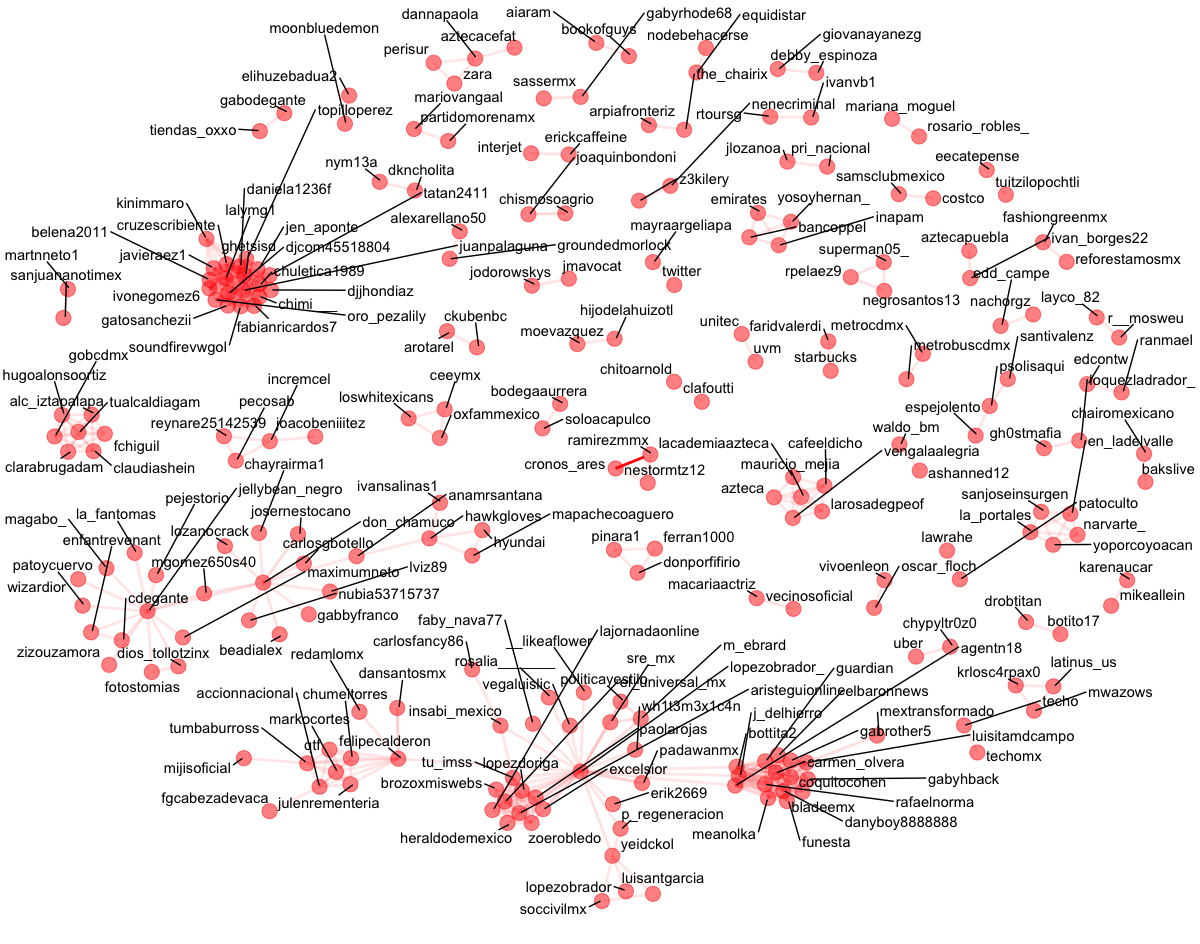 dannapaola
aiaram
gabyrhode68
equidistar
moonbluedemon
aztecacefat
bookofguys
nodebehacerse
giovanayanezg
perisur
debby_espinoza
elihuzebadua2
zara
sassermx
the_chairix
ivanvb1
gabodegante
topilloperez
mariovangaal
arpiafronteriz
rtoursg
nenecriminal
mariana_moguel
tiendas_oxxo
partidomorenamx
rosario_robles_
interjet
erickcaffeine
joaquinbondoni
jlozanoa
pri_nacional
nym13a
dkncholita
z3kilery
samsclubmexico
eecatepense
tuitzilopochtli
daniela1236f
tatan2411
chismosoagrio
emirates
yosoyhernan_
costco
kinimmaro
lalymg1
alexarellano50
mayraargeliapa
inapam
fashiongreenmx
cruzescribiente
jen_aponte
bancoppel
belena2011
ghetsisd
djcom45518804
juanpalaguna
groundedmorlock
superman05_
aztecapuebla
ivan_borges22
martnneto1
javieraez1
reforestamosmx
sanjuananotimex
chuletica1989
jodorowskys
jmavocat
twitter
rpelaez9
edd_campe
ivonegomez6
djjhondiaz
negrosantos13
nachorgz
layco_82
chimi__
gatosanchezii
oro_pezalily
ckubenbc
hijodelahuizotl
unitec
faridvalerdi
metrocdmx
r__mosweu
fabianricardos7
moevazquez
santivalenz
ranmael
soundfirevwgol
arotarel
metrobuscdmx
gobcdmx
uvm
starbucks
edcontw
hugoalonsoortiz
incremcel
ceeymx
chitoarnold
psolisaqui
loquezladrador_
alc_iztapalapa
tualcaldiagam
pecosab
loswhitexicans
bodegaaurrera
clafoutti
espejolento
chairomexicano
reynare25142539
joacobeniiitez
oxfammexico
soloacapulco
waldo_bm
fchiguil
ramirezmmx
lacademiaazteca
cafeeldicho
gh0stmafia
en_ladelvalle
clarabrugadam
claudiashein
chayrairma1
cronos_ares
nestormtz12
mauricio_mejia
vengalaalegria
ashanned12
bakslive
pejestorio
jellybean_negro
ivansalinas1
anamrsantana
azteca
larosadegpeof
sanjoseinsurgen
patoculto
magabo_
la_fantomas
josernestocano
hawkgloves
mapachecoaguero
la_portales
narvarte_
lozanocrack
don_chamuco
enfantrevenant
carlosgbotello
hyundai
pinara1
ferran1000
lawrahe
yoporcoyoacan
patoycuervo
mgomez650s40
lviz89
donporfirio
vivoenleon
oscar_floch
karenaucar
wizardior
maximumneto
macariaactriz
cdegante
nubia53715737
vecinosoficial
mikeallein
gabbyfranco
faby_nava77
drobtitan
botito17
zizouzamora
dios_tollotzinx
beadialex
carlosfancy86
__likeaflower_
lajornadaonline
m_ebrard
chypyltr0z0
uber
agentn18
fotostomias
redamlomx
rosalia_______
sre_mx
lopezobrador_
guardian
krlosc4rpax0
latinus_us
accionnacional
chumeltorres
dansantosmx
vegaluislic_
politicayestilo
el_universal_mx
aristeguionline
elbaronnews
techo
mwazows
tumbaburross
markocortes
insabi_mexico
wh1t3m3x1c4n
j_delhierro
mextransformado
qtf
felipecalderon
paolarojas
bottita2
gabrother5
luisitamdcampo
mijisoficial
tu_imss
lopezdoriga
padawanmx
carmen_olvera
techomx
fgcabezadevaca
julenrementeria
brozoxmiswebs
excelsior
coquitocohen
gabyhback
erik2669
rafaelnorma
heraldodemexico
zoerobledo
p_regeneracion
meanolka
bladeemx
danyboy8888888
yeidckol
funesta
lopezobrador
luisantgarcia
soccivilmx